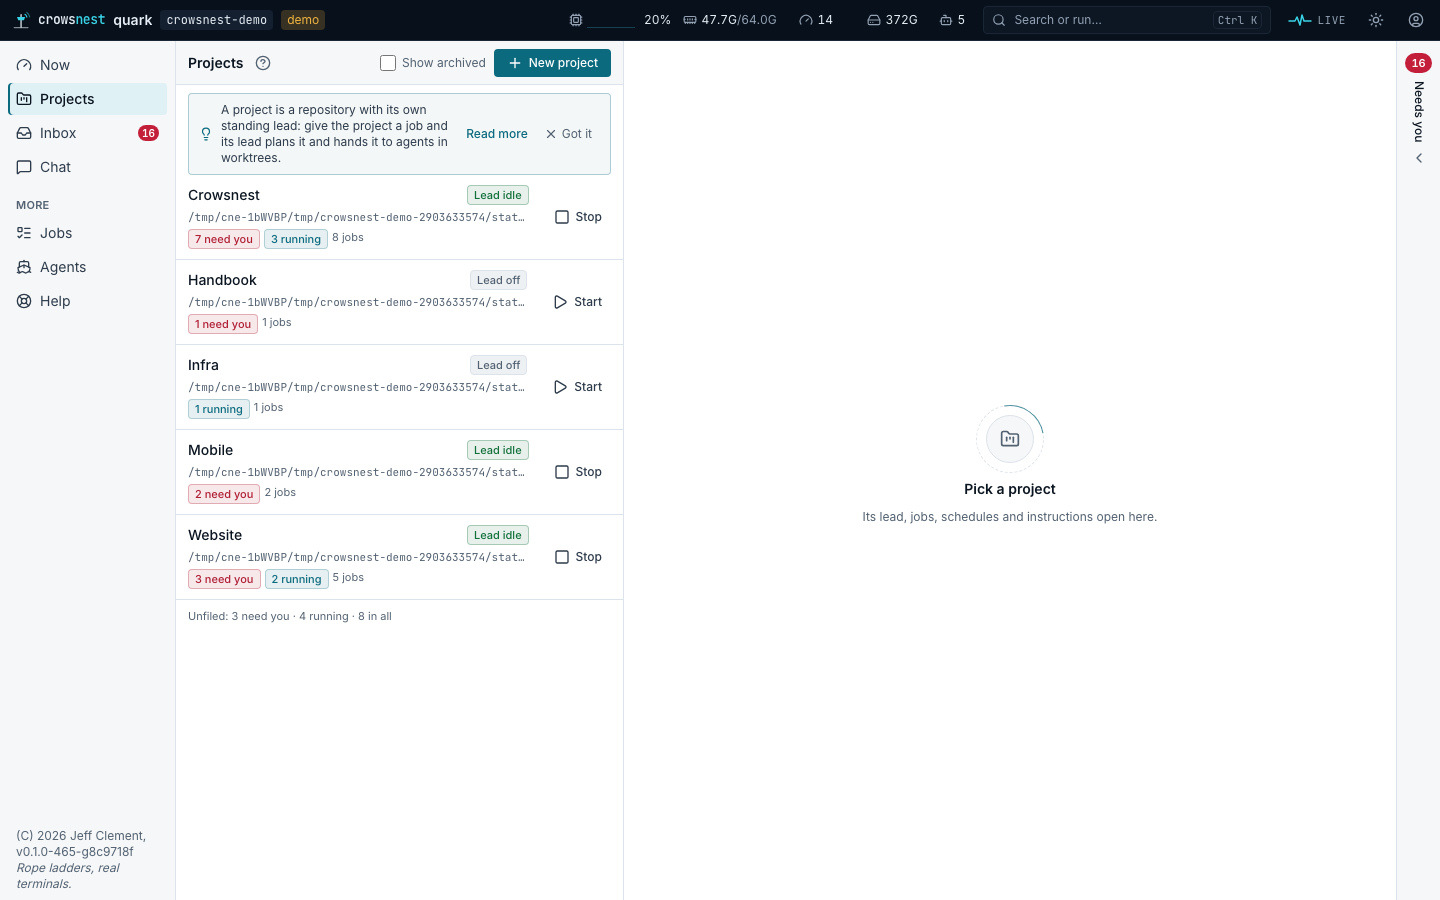 crowsnest quark crowsnest-demo demo 20% 47.7G/64.0G 14 372G 5 Search or run... Ctrl K LIVE
Now
Projects
Inbox 16
Chat
MORE
Jobs
Agents
Help
(C) 2026 Jeff Clement,
v0.1.0-465-g8c9718f
Rope ladders, real
terminals.
Projects Show archived New project
A project is a repository with its own
standing lead: give the project a job and
its lead plans it and hands it to agents in
worktrees.
Read more Got it
Crowsnest Lead idle
/tmp/cne-1bWVBP/tmp/crowsnest-demo-2903633574/stat… Stop
7 need you 3 running 8 jobs
Handbook Lead off
/tmp/cne-1bWVBP/tmp/crowsnest-demo-2903633574/stat… Start
1 need you 1 jobs
Infra Lead off
/tmp/cne-1bWVBP/tmp/crowsnest-demo-2903633574/stat… Start
1 running 1 jobs
Mobile Lead idle
/tmp/cne-1bWVBP/tmp/crowsnest-demo-2903633574/stat… Stop
2 need you 2 jobs
Website Lead idle
/tmp/cne-1bWVBP/tmp/crowsnest-demo-2903633574/stat… Stop
3 need you 2 running 5 jobs
Unfiled: 3 need you · 4 running · 8 in all
Pick a project
Its lead, jobs, schedules and instructions open here.
16
Needs you